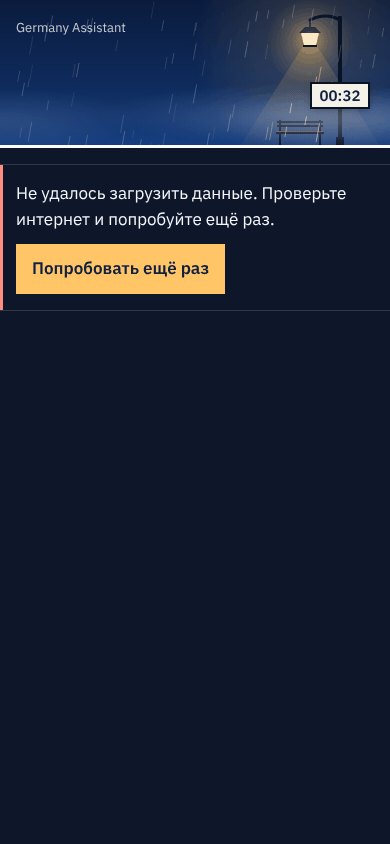 Germany Assistant
00:32
Не удалось загрузить данные. Проверьте
интернет и попробуйте ещё раз.
Попробовать ещё раз